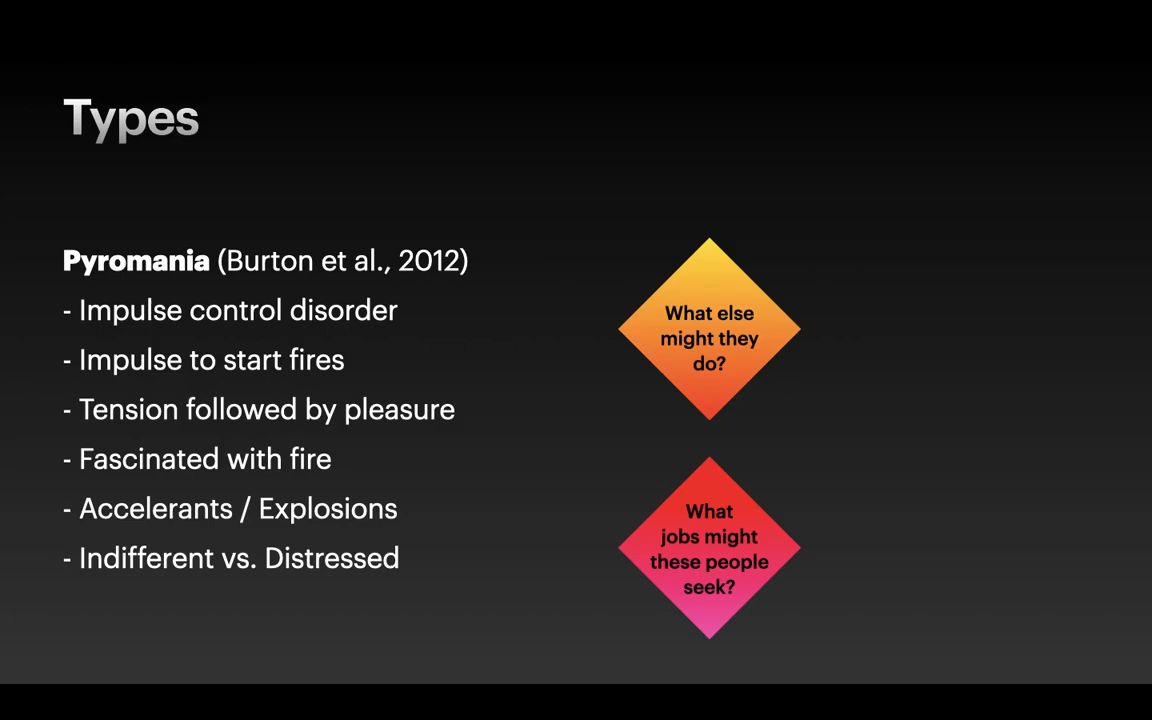 Types
Pyromania (Burton et al., 2012)
- Impulse control disorder
- Impulse to start fires
- Tension followed by pleasure
- Fascinated with fire
- Accelerants / Explosions
- Indifferent vs. Distressed
What else
might they
do?
What
jobs might
these people
seek?